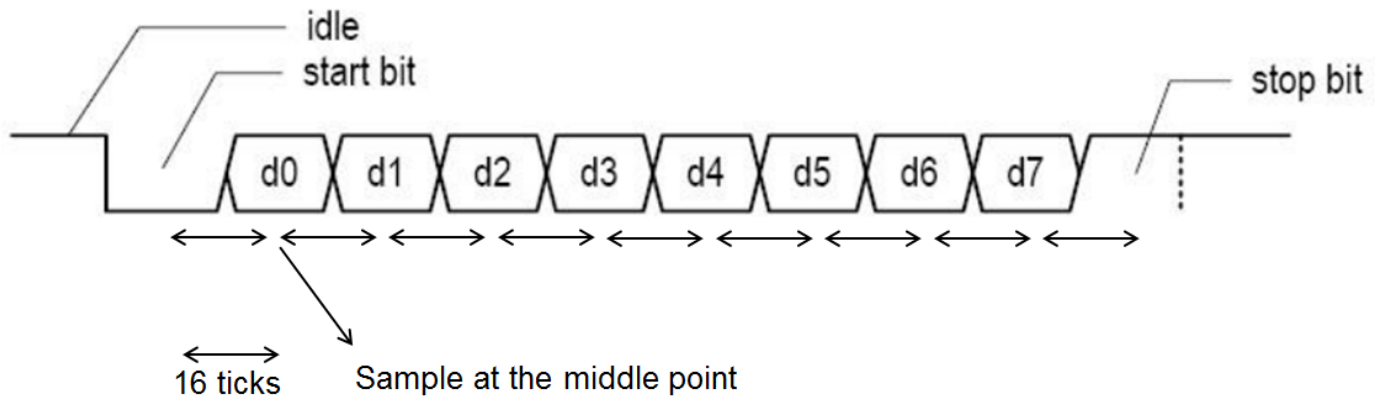 idle
start bit
stop bit
d0 d1 d2 d3 d4 d5 d6 d7
16 ticks
Sample at the middle point